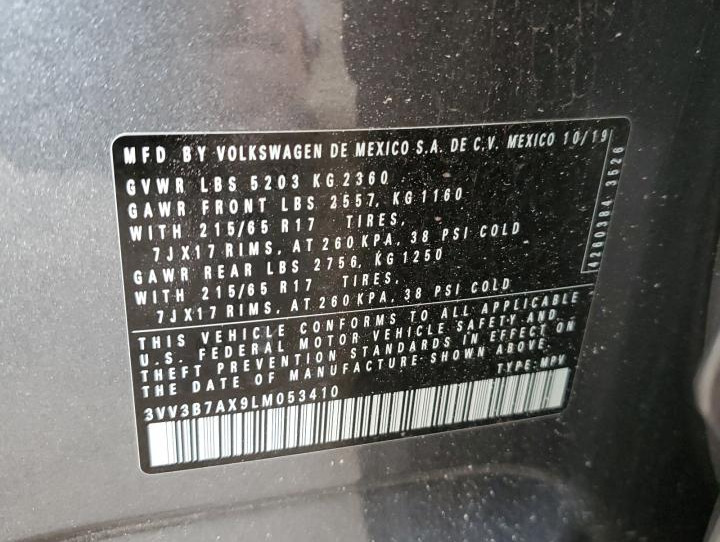 MFD BY VOLKSWAGEN DE MEXICO S.A. DE C.V. MEXICO 10/19
GVWR LBS 5203 KG 2360
GAWR FRONT LBS 2557, KG 1160
WITH 215/65 R17 TIRES,
7JX17 RIMS, AT 260 KPA, 38 PSI COLD
GAWR REAR LBS 2756, KG 1250
WITH 215/65 R17 TIRES,
7JX17 RIMS, AT 260 KPA, 38 PSI COLD
4260384 3526
THIS VEHICLE CONFORMS TO ALL APPLICABLE
U.S. FEDERAL MOTOR VEHICLE SAFETY AND
THEFT PREVENTION STANDARDS IN EFFECT ON
THE DATE OF MANUFACTURE SHOWN ABOVE.
3VV3B7AX9LM053410 TYPE: MPV